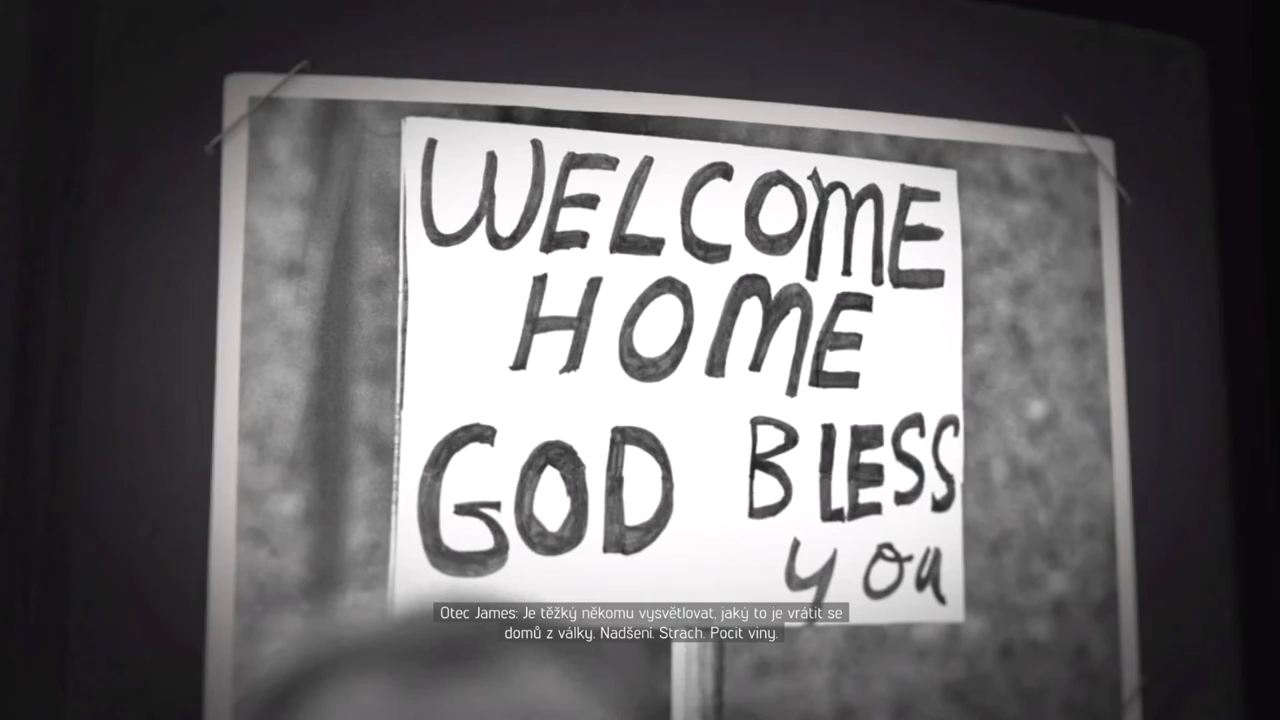 WELCOME
HOME
GOD BLESS
you
Otec James: Je těžký někomu vysvětlovat, jaký to je vrátit se
domů z války. Nadšení. Strach. Pocit viny.